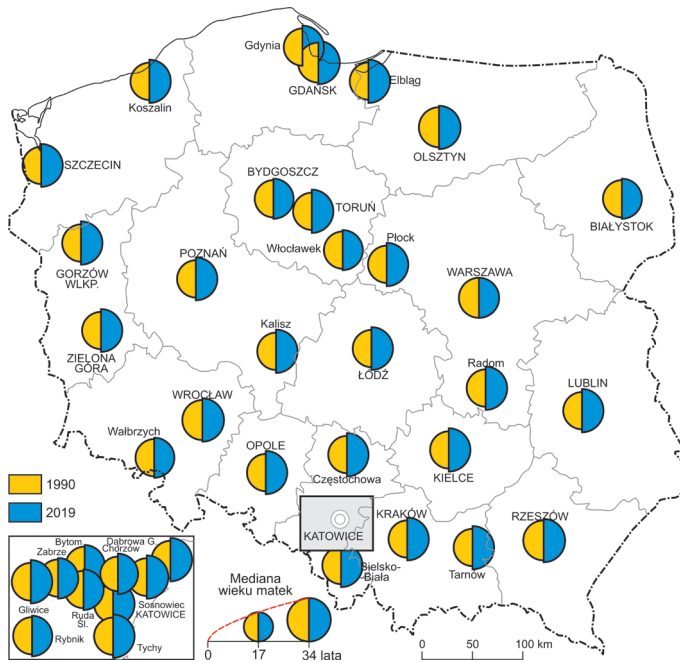 Gdynia
GDAŃSK
Elbląg
Koszalin
OLSZTYN
SZCZECIN
BYDGOSZCZ
TORUŃ
BIAŁYSTOK
Włocławek
Płock
GORZÓW
WLKP.
POZNAŃ
WARSZAWA
Kalisz
ZIELONA
GÓRA
ŁÓDŹ
Radom
LUBLIN
WROCŁAW
Wałbrzych
OPOLE
Częstochowa
KIELCE
1990
2019
KATOWICE
KRAKÓW
RZESZÓW
Bielsko-
Biała
Tarnów
Bytom
Dąbrowa G.
Zabrze
Chorzów
Gliwice
Ruda
Śl.
Sosnowiec
KATOWICE
Rybnik
Tychy
Mediana
wieku matek
0
17
34 lata
0
50
100 km